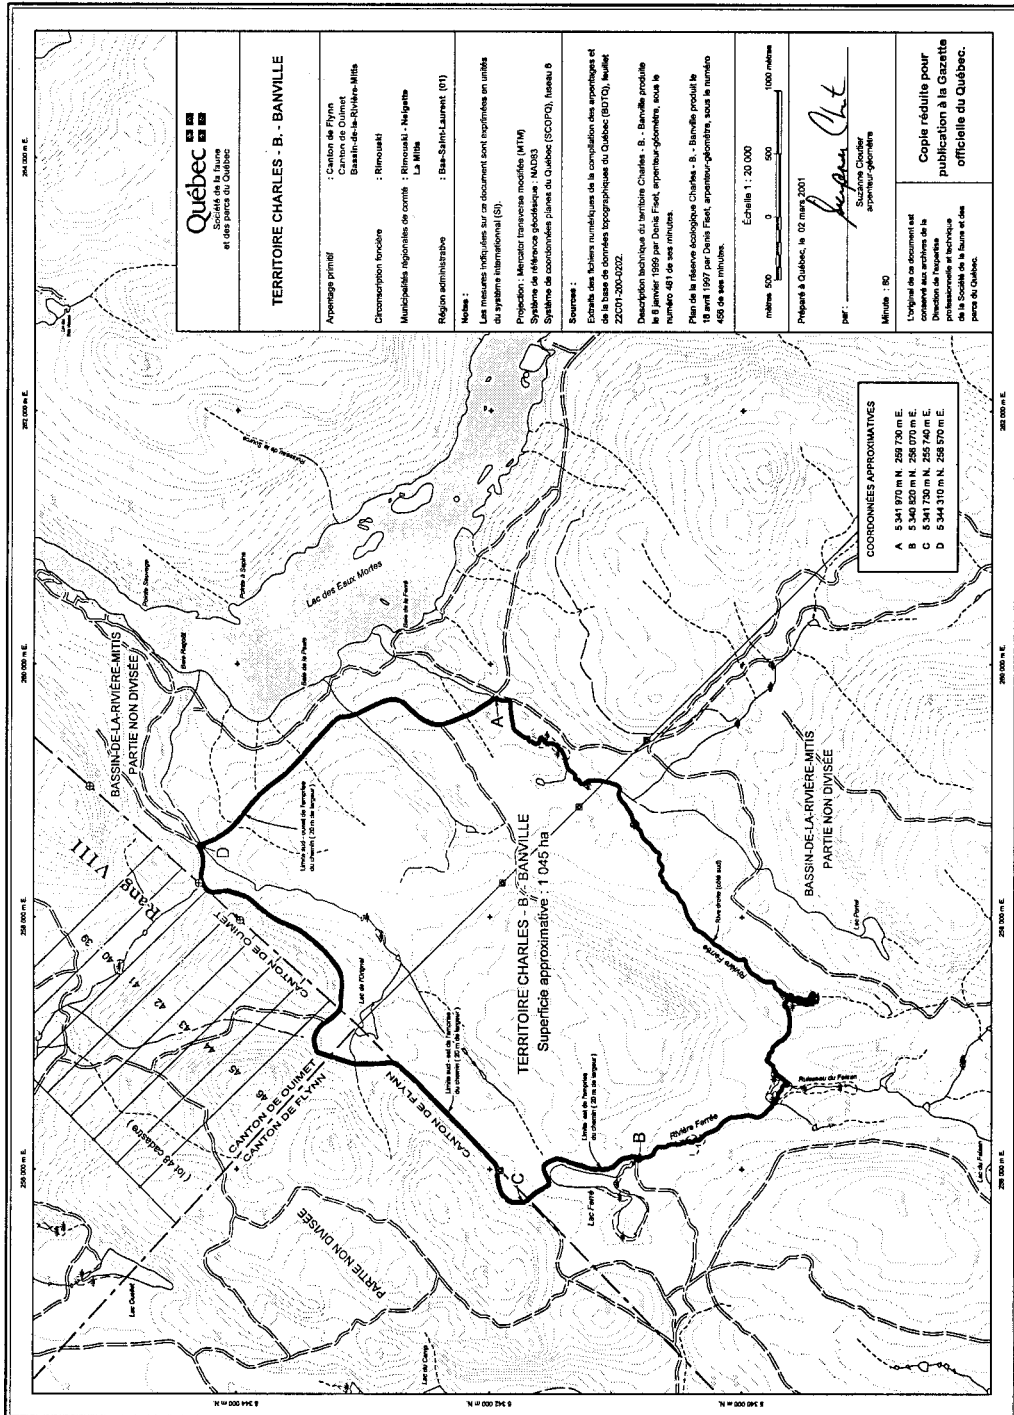 Québec
Société de la faune
et des parcs du Québec
TERRITOIRE CHARLES - B. - BANVILLE
Arpentage primitif : Canton de Flynn
Canton de Ouimet
Bassin-de-la-Rivière-Mitis
Circonscription foncière : Rimouski
Municipalités régionales de comté : Rimouski - Neigette
La Mitis
Région administrative : Bas-Saint-Laurent (01)
Notes :
Les mesures indiquées sur ce document sont exprimées en unités
du système international (SI).
Projection : Mercator transverse modifiée (MTM)
Système de référence géodésique : NAD83
Système de coordonnées planes du Québec (SCOPQ), fuseau 6
Sources :
Extraits des fichiers numériques de la compilation des arpentages et
de la base de données topographiques du Québec (BDTQ), feuillet
22C01-200-0202.
Description technique du territoire Charles - B. - Banville produite
le 6 janvier 1999 par Denis Fiset, arpenteur-géomètre, sous le
numéro 481 de ses minutes.
Plan de la réserve écologique Charles - B. - Banville produit le
18 avril 1997 par Denis Fiset, arpenteur-géomètre, sous le numéro
456 de ses minutes.
Échelle 1 : 20 000
mètres 500 0 500 1000 mètres
Préparé à Québec, le 02 mars 2001
par :
Suzanne Cloutier
arpenteur-géomètre
Minute : 60
L'original de ce document est
conservé aux archives de la
Direction de l'expertise
professionnelle et technique
de la Société de la faune et des
parcs du Québec.
Copie réduite pour
publication à la Gazette
officielle du Québec.
COORDONNÉES APPROXIMATIVES
A 5 341 970 m N. 259 730 m E.
B 5 340 820 m N. 256 070 m E.
C 5 341 730 m N. 255 740 m E.
D 5 344 310 m N. 258 570 m E.
256 000 m E.
258 000 m E.
260 000 m E.
262 000 m E.
264 000 m E.
5 344 000 m N.
5 342 000 m N.
5 340 000 m N.
256 000 m E.
258 000 m E.
260 000 m E.
262 000 m E.
BASSIN-DE-LA-RIVIÈRE-MITIS
PARTIE NON DIVISÉE
Rang VIII
39
40
41
42
43
44
45
46
( lot 48 cadastre )
CANTON DE OUIMET
CANTON DE OUIMET
CANTON DE FLYNN
CANTON DE FLYNN
PARTIE NON DIVISÉE
Lac Ouellet
Lac du Camp
Lac de l'Orignal
Limite sud - ouest de l'emprise
du chemin ( 20 m de largeur )
Limite sud - est de l'emprise
du chemin ( 20 m de largeur )
Limite est de l'emprise
du chemin ( 20 m de largeur )
TERRITOIRE CHARLES - B. - BANVILLE
Superficie approximative : 1 045 ha
A
B
C
D
Lac des Eaux Mortes
Pointe Sauvage
Pointe à Sapins
Ruisseau de la Source
Rive droite (côté sud)
Rivière Ferrée
Rivière Ferrée
Lac Ferré
Ruisseau du Faisan
Lac du Faisan
BASSIN-DE-LA-RIVIÈRE-MITIS
PARTIE NON DIVISÉE